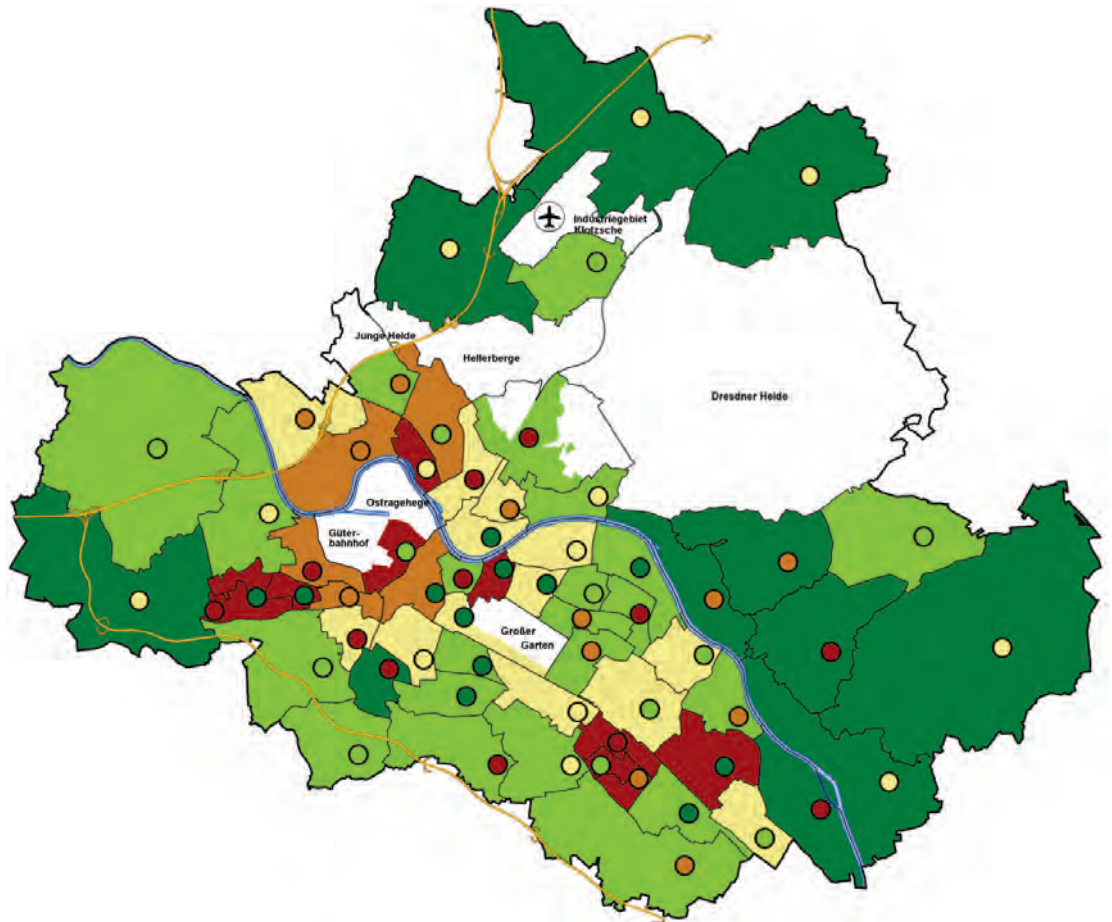 Industriegebiet
Klotzsche
Junge Heide
Hellerberge
Dresdner Heide
Ostragehege
Güter-
bahnhof
Großer
Garten